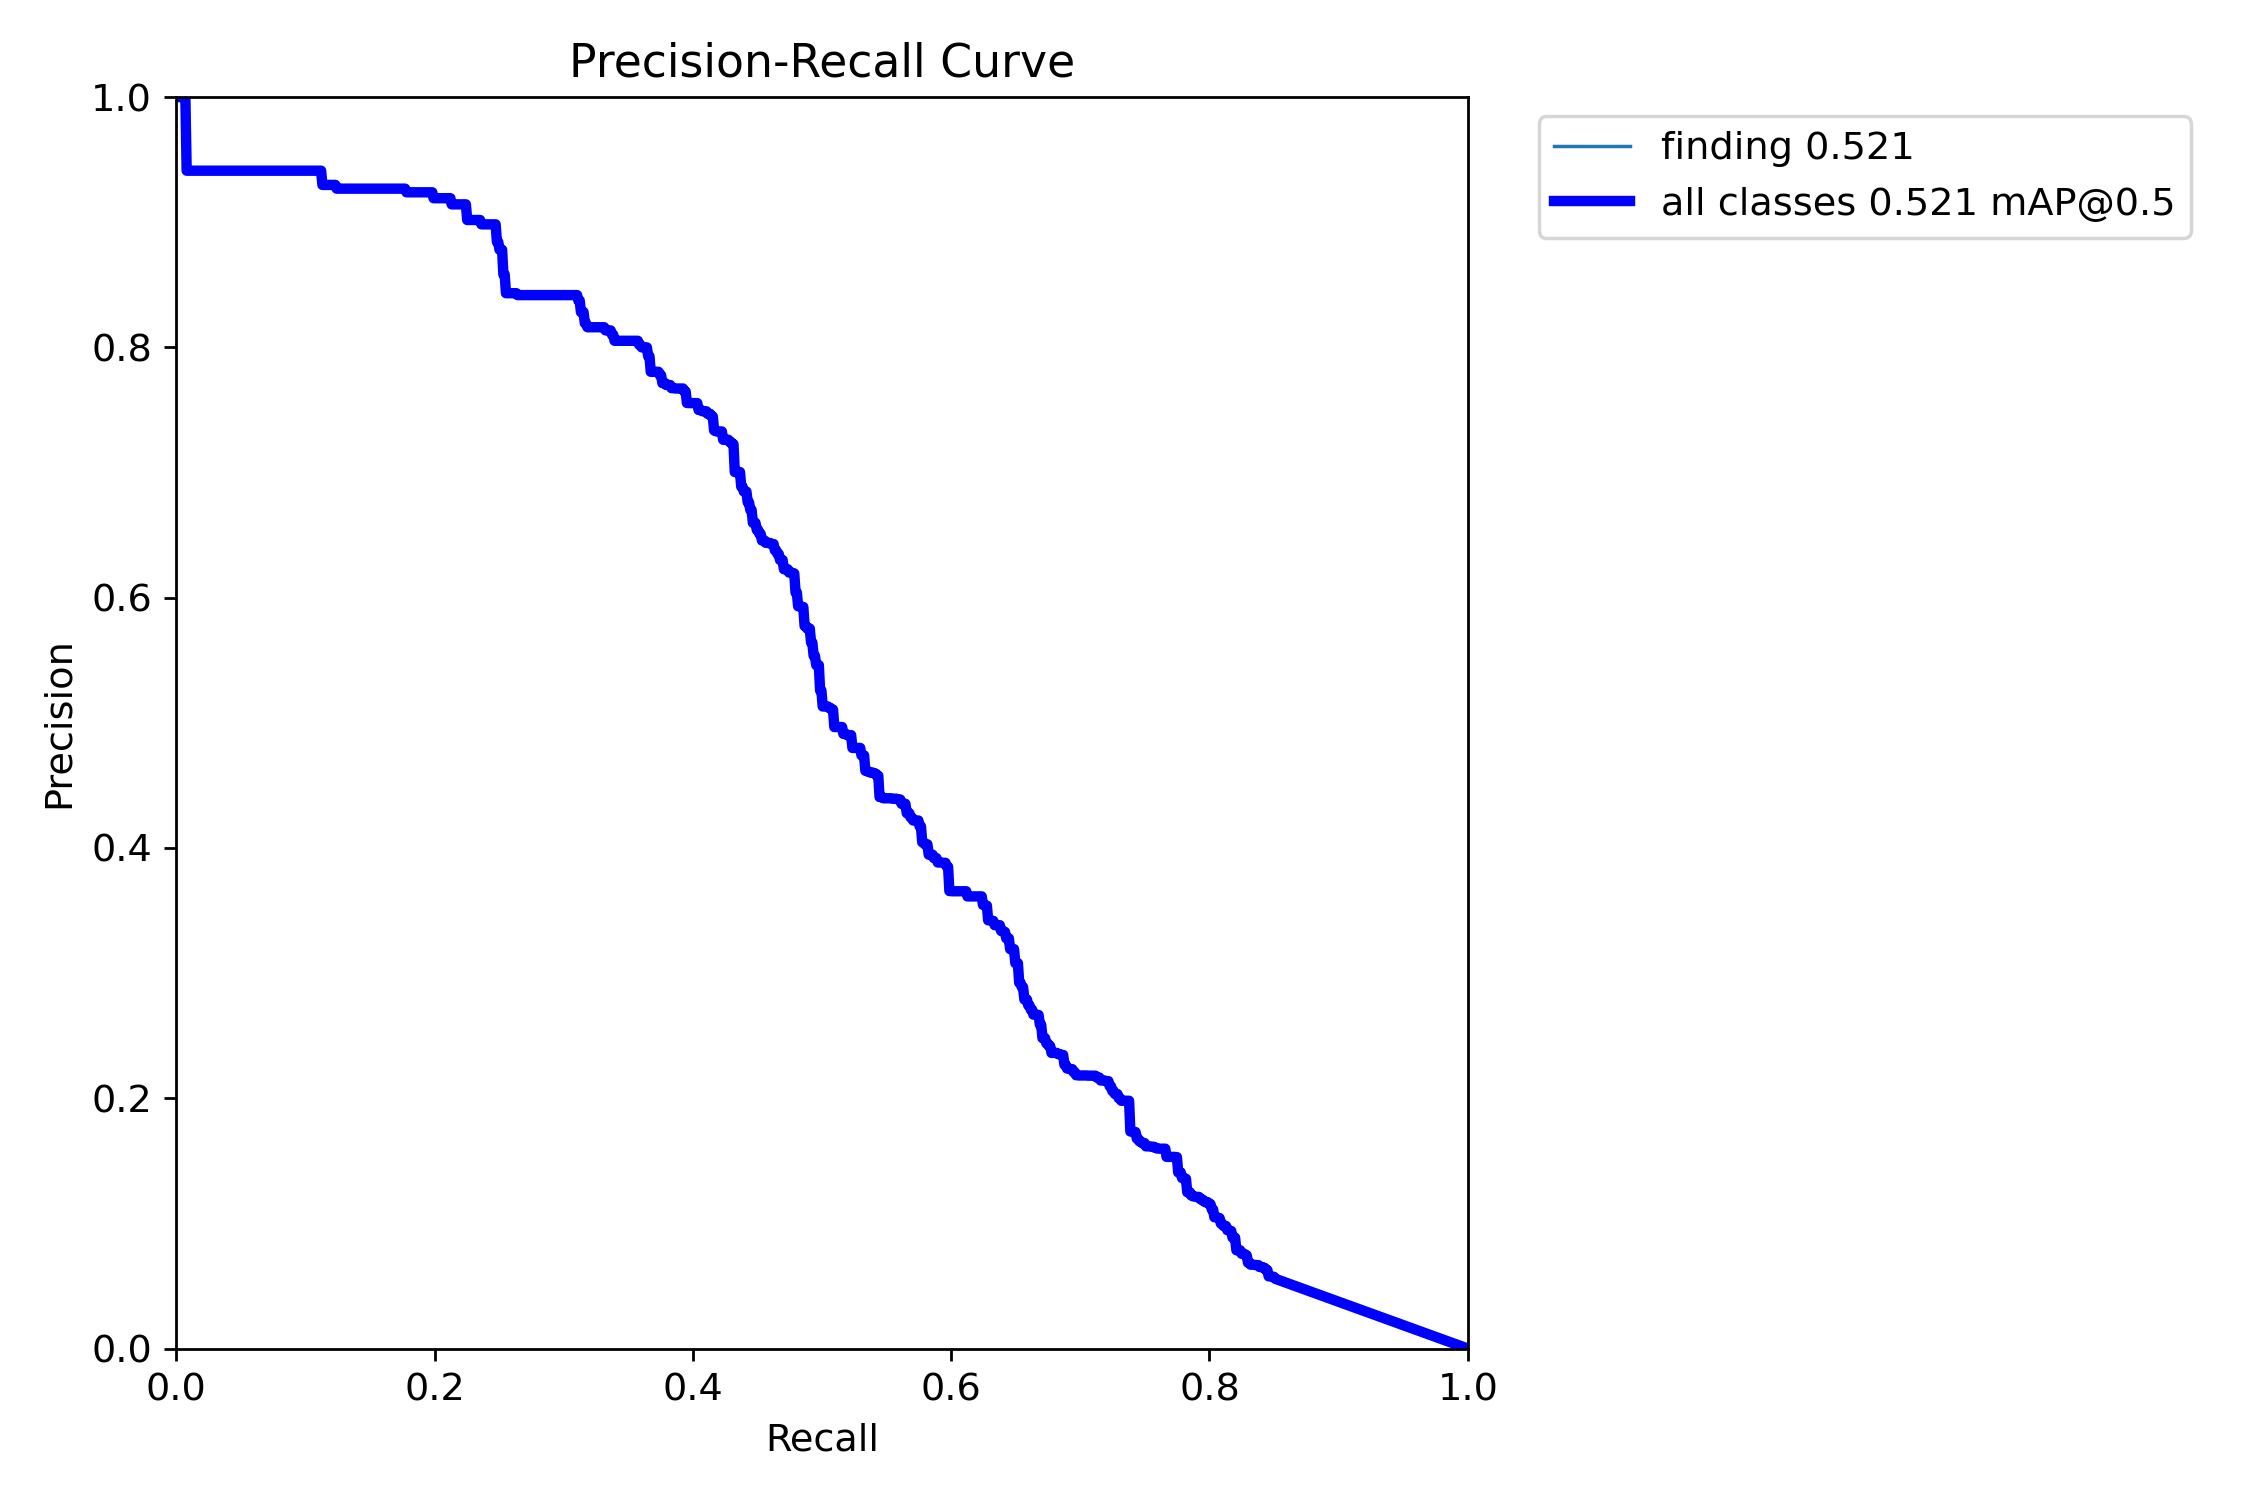 Precision-Recall Curve
finding 0.521
all classes 0.521 mAP@0.5
1.0
0.8
0.6
0.4
0.2
0.0
Precision
0.0 0.2 0.4 0.6 0.8 1.0
Recall